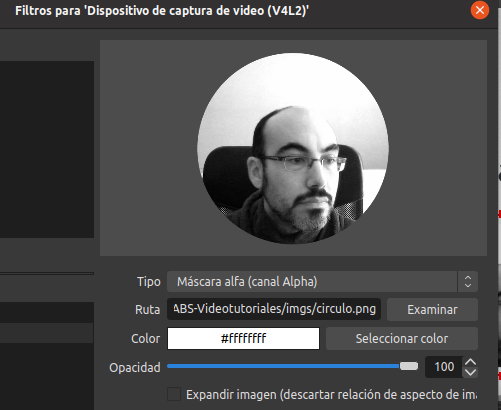 Filtros para 'Dispositivo de captura de video (V4L2)'
Tipo Máscara alfa (canal Alpha)
Ruta ABS-Videotutoriales/imgs/circulo.png Examinar
Color #ffffffff Seleccionar color
Opacidad 100
Expandir imagen (descartar relación de aspecto de